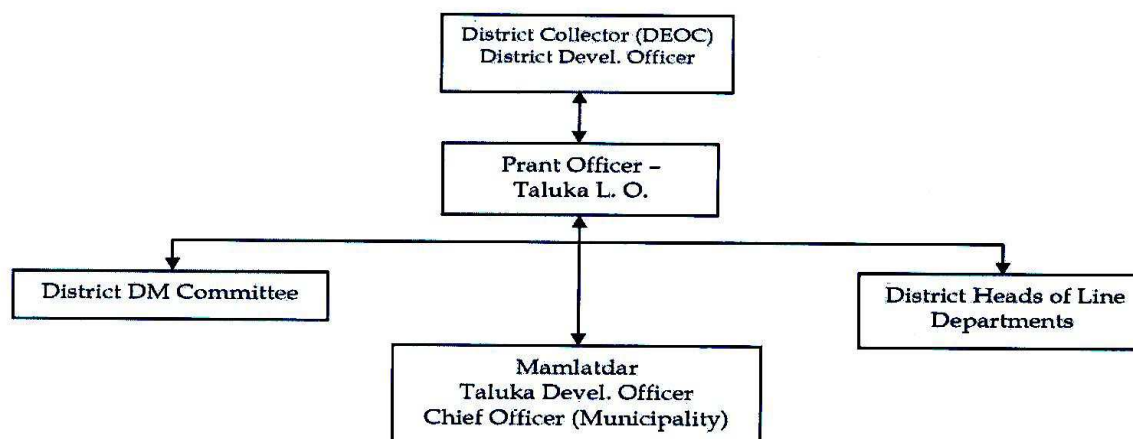 District Collector (DEOC)
District Devel. Officer
Prant Officer –
Taluka L. O.
District DM Committee
District Heads of Line
Departments
Mamlatdar
Taluka Devel. Officer
Chief Officer (Municipality)